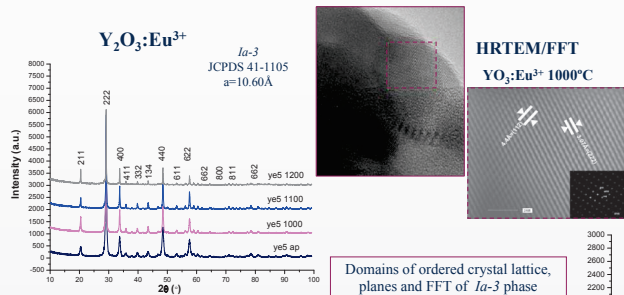 Y₂O₃:Eu³⁺
Ia-3
JCPDS 41-1105
a=10.60Å
Intensity (a.u.)
8000
7500
7000
6500
6000
5500
5000
4500
4000
3500
3000
2500
2000
1500
1000
500
0
-500
211
222
400
411
332
134
440
611
622
662
800
811
662
ye5 1200
ye5 1100
ye5 1000
ye5 ap
10 20 30 40 50 60 70 80 90 100
2θ (°)
HRTEM/FFT
YO₃:Eu³⁺ 1000ºC
Domains of ordered crystal lattice,
planes and FFT of Ia-3 phase
3000
2800
2600
2400
2200